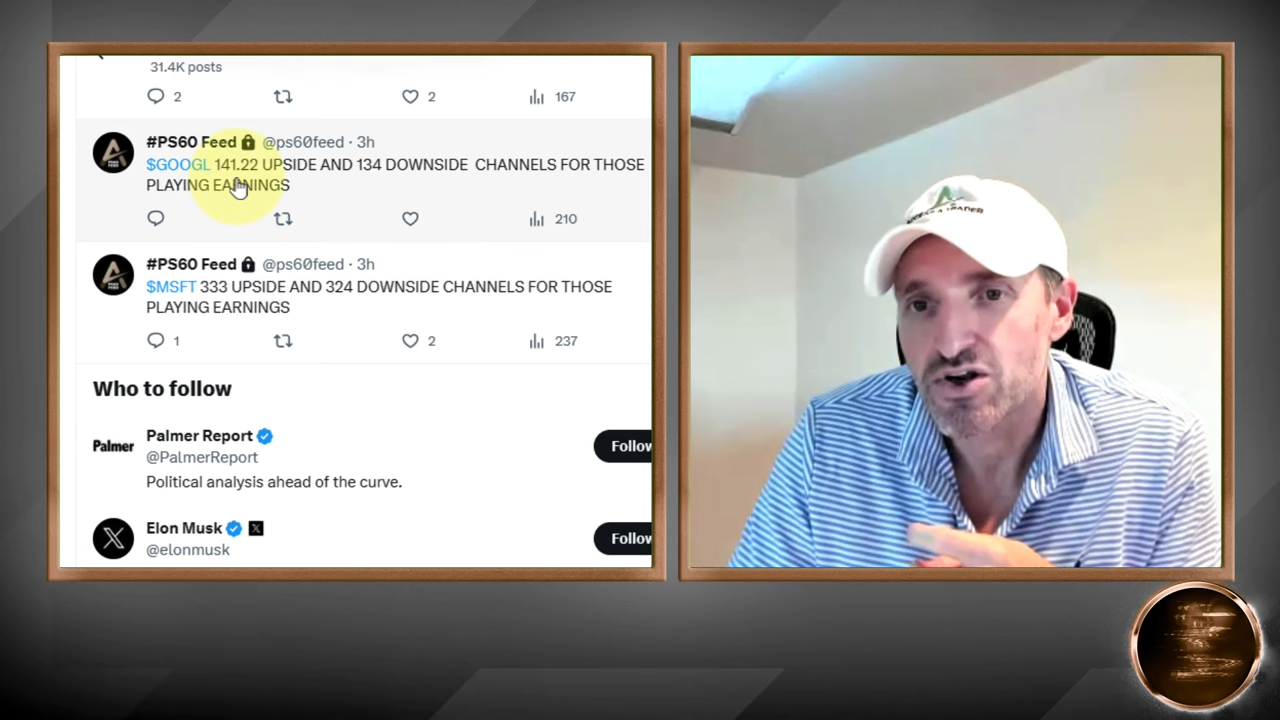 31.4K posts
2 2 167
#PS60 Feed @ps60feed · 3h
$GOOGL 141.22 UPSIDE AND 134 DOWNSIDE CHANNELS FOR THOSE
PLAYING EARNINGS
210
#PS60 Feed @ps60feed · 3h
$MSFT 333 UPSIDE AND 324 DOWNSIDE CHANNELS FOR THOSE
PLAYING EARNINGS
1 2 237
Who to follow
Palmer
Palmer Report
@PalmerReport
Follow
Political analysis ahead of the curve.
Elon Musk
@elonmusk
Follow
TRADER